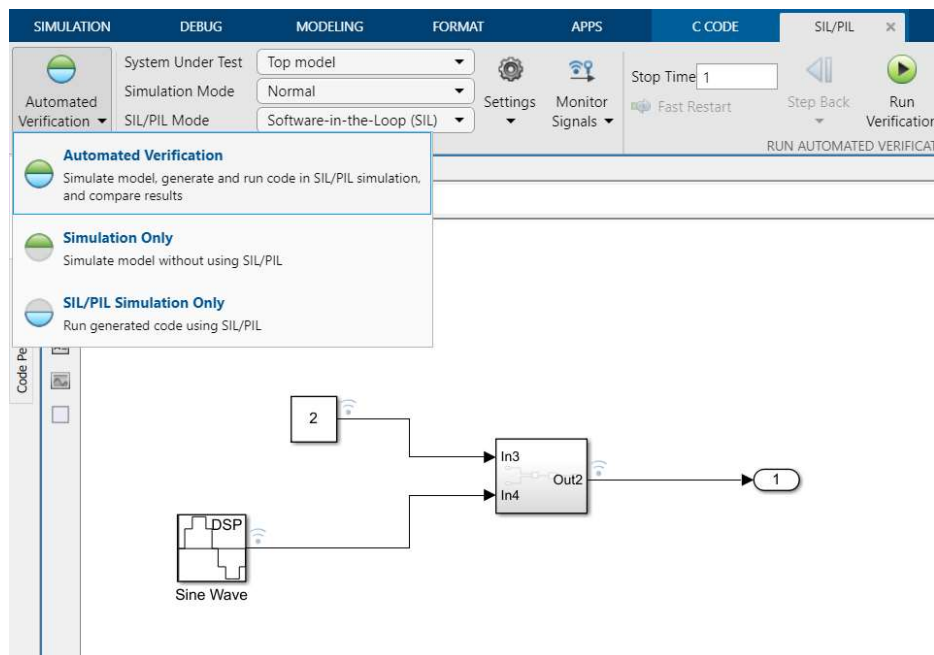 SIMULATION DEBUG MODELING FORMAT APPS C CODE SIL/PIL
Automated
Verification
System Under Test Top model
Simulation Mode Normal
SIL/PIL Mode Software-in-the-Loop (SIL)
Settings
Monitor
Signals
Stop Time 1
Fast Restart
Step Back
Run
Verification
RUN AUTOMATED VERIFICAT
Automated Verification
Simulate model, generate and run code in SIL/PIL simulation,
and compare results
Simulation Only
Simulate model without using SIL/PIL
SIL/PIL Simulation Only
Run generated code using SIL/PIL
Code Pe
2
In3
Out2
In4
1
DSP
Sine Wave